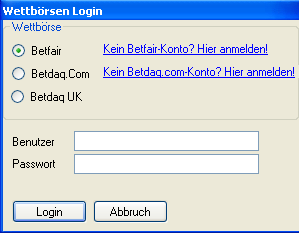 Wettbörsen Login
Wettbörse
Betfair Kein Betfair-Konto? Hier anmelden!
Betdaq.Com Kein Betdaq.com-Konto? Hier anmelden!
Betdaq UK
Benutzer
Passwort
Login Abbruch